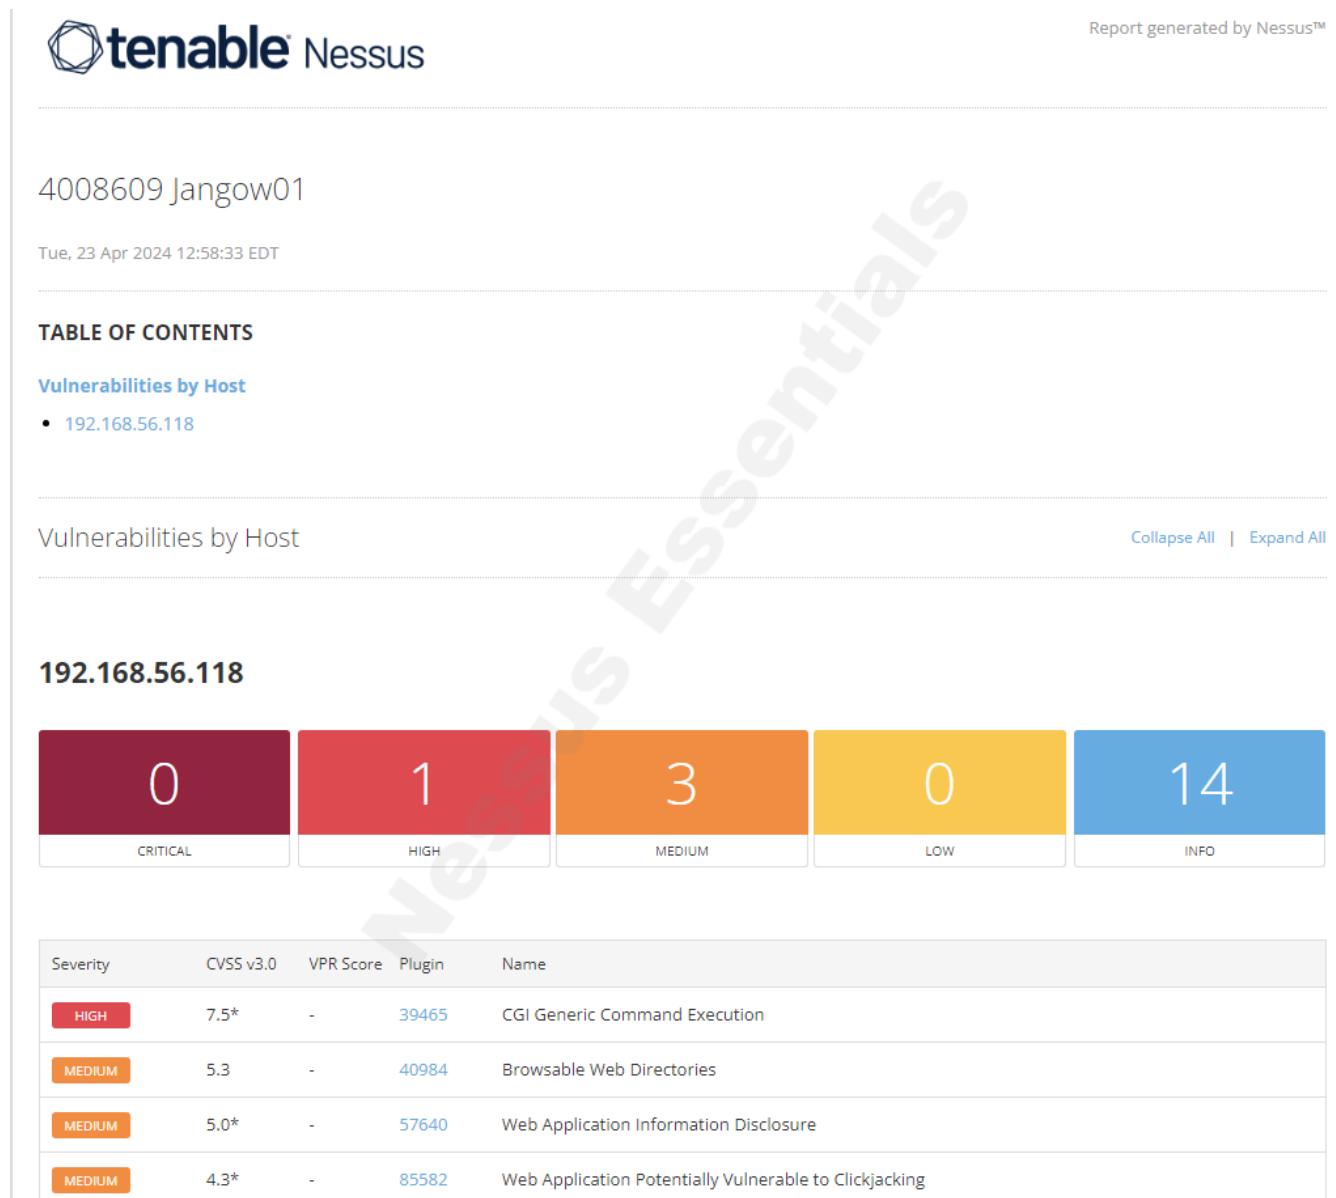 tenable Nessus
Report generated by Nessus™
4008609 Jangow01
Tue, 23 Apr 2024 12:58:33 EDT
TABLE OF CONTENTS
Vulnerabilities by Host
• 192.168.56.118
Vulnerabilities by Host
Collapse All | Expand All
192.168.56.118
0 1 3 0 14
CRITICAL HIGH MEDIUM LOW INFO
Severity CVSS v3.0 VPR Score Plugin Name
HIGH 7.5* - 39465 CGI Generic Command Execution
MEDIUM 5.3 - 40984 Browsable Web Directories
MEDIUM 5.0* - 57640 Web Application Information Disclosure
MEDIUM 4.3* - 85582 Web Application Potentially Vulnerable to Clickjacking
Nessus Essentials